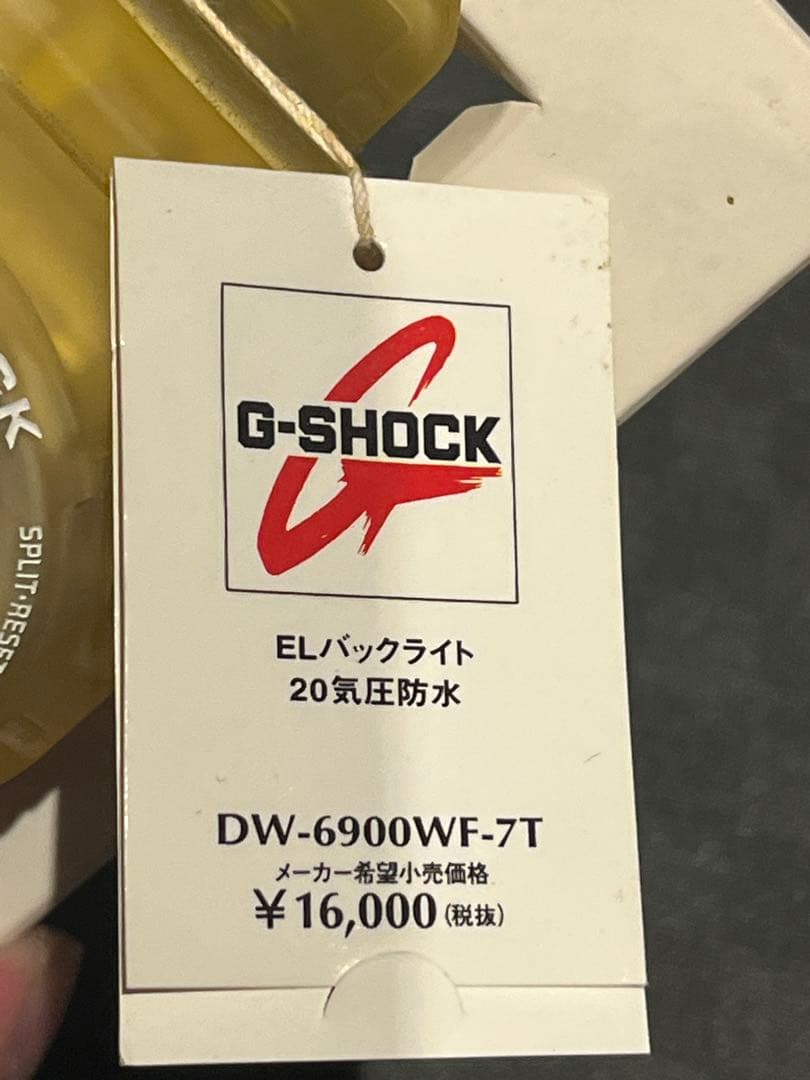 G-SHOCK
ELバックライト
20気圧防水
DW-6900WF-7T
メーカー希望小売価格
¥16,000(税抜)
SPLIT·RESET